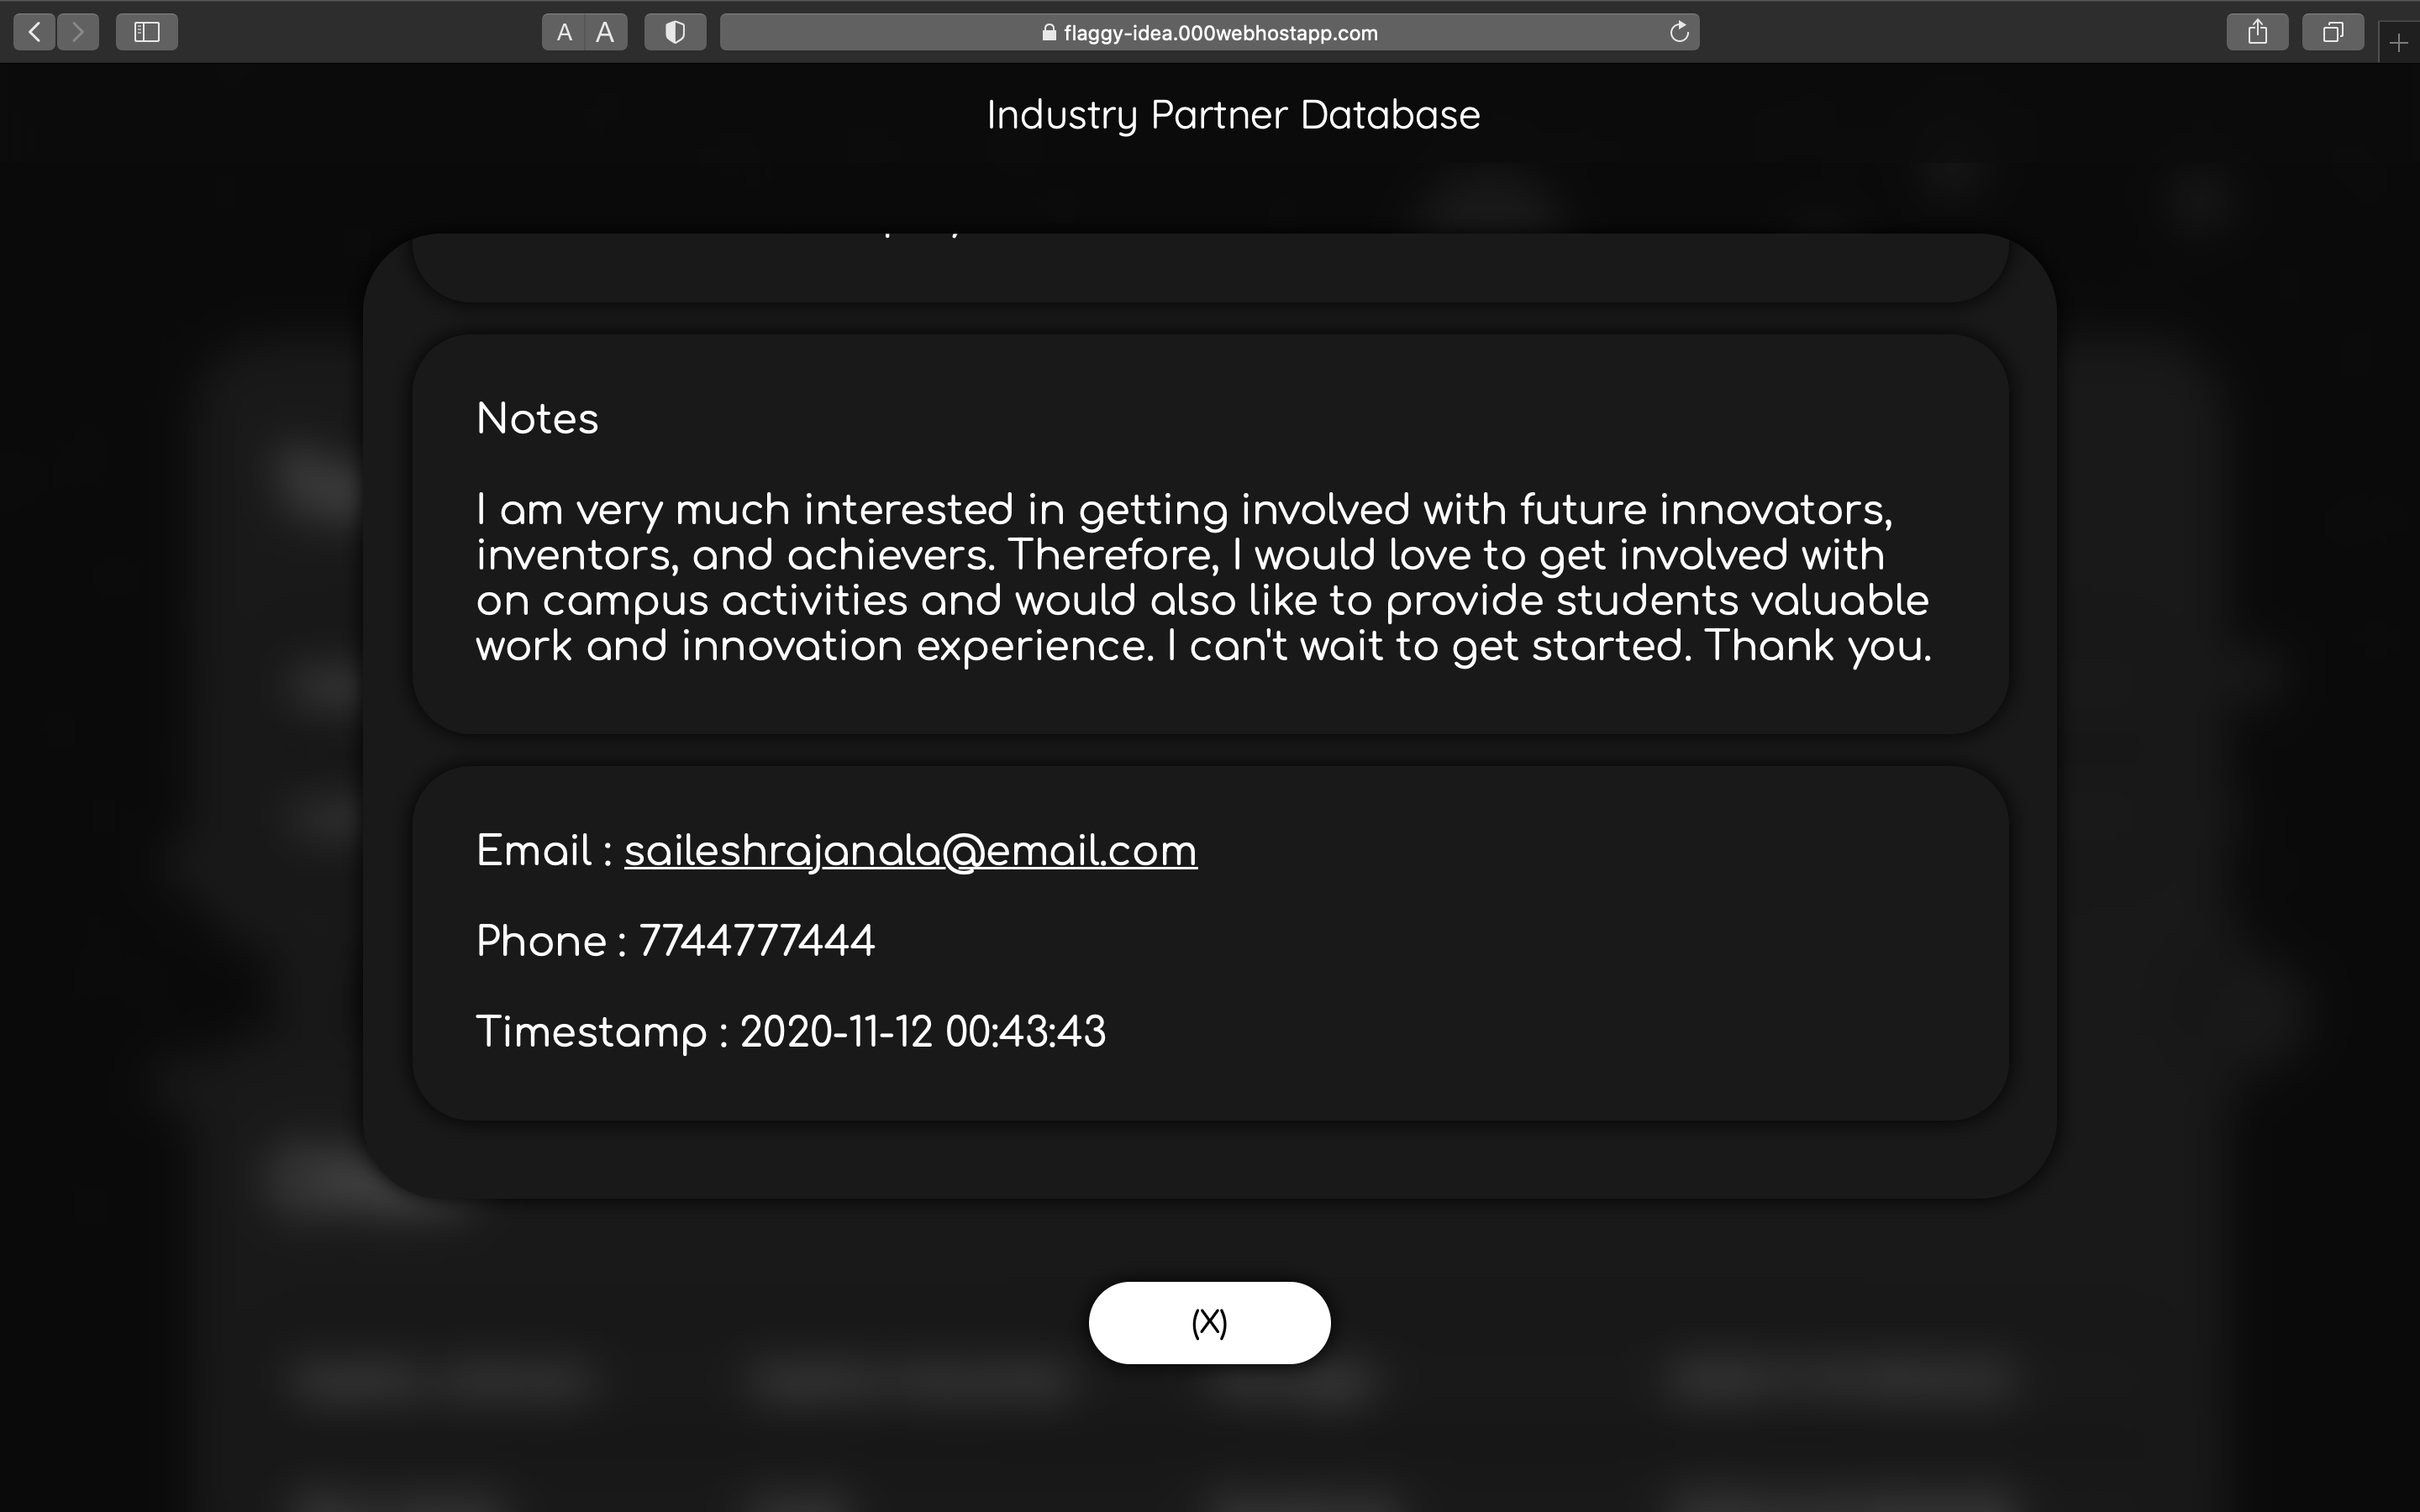 A A
flaggy-idea.000webhostapp.com
Industry Partner Database
Notes
I am very much interested in getting involved with future innovators,
inventors, and achievers. Therefore, I would love to get involved with
on campus activities and would also like to provide students valuable
work and innovation experience. I can't wait to get started. Thank you.
Email : saileshrajanala@email.com
Phone : 7744777444
Timestamp : 2020-11-12 00:43:43
(X)